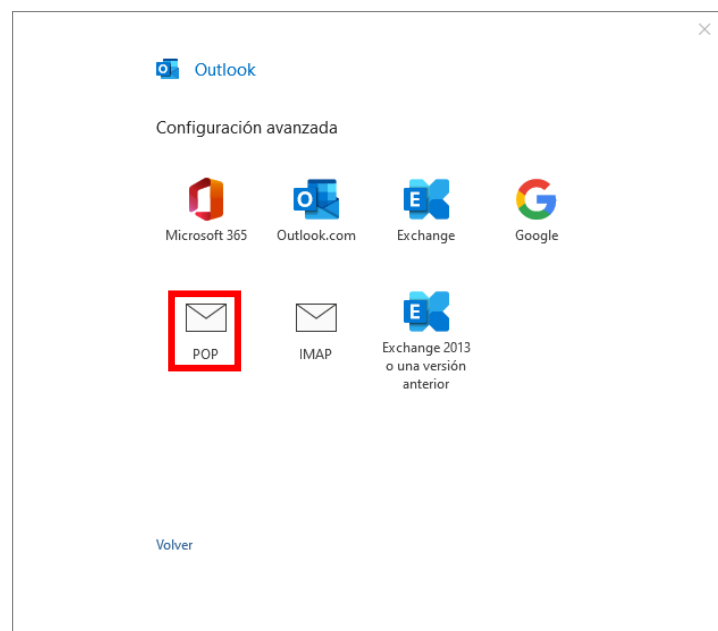 Outlook
Configuración avanzada
Microsoft 365
Outlook.com
Exchange
Google
POP
IMAP
Exchange 2013
o una versión
anterior
Volver